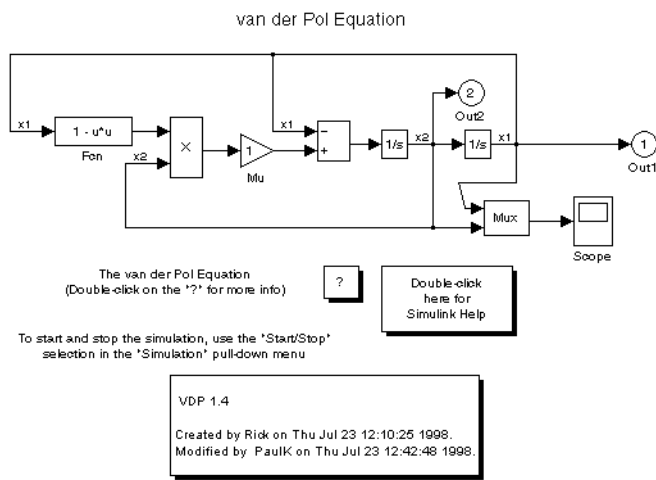 van der Pol Equation
x1
1 - u*u
Fcn
x2
×
1
Mu
x1
−
+
1/s
x2
2
Out2
1/s
x1
1
Out1
Mux
Scope
The van der Pol Equation
(Double-click on the "?" for more info)
?
Double-click
here for
Simulink Help
To start and stop the simulation, use the "Start/Stop"
selection in the "Simulation" pull-down menu
VDP 1.4
Created by Rick on Thu Jul 23 12:10:25 1998.
Modified by PaulK on Thu Jul 23 12:42:48 1998.